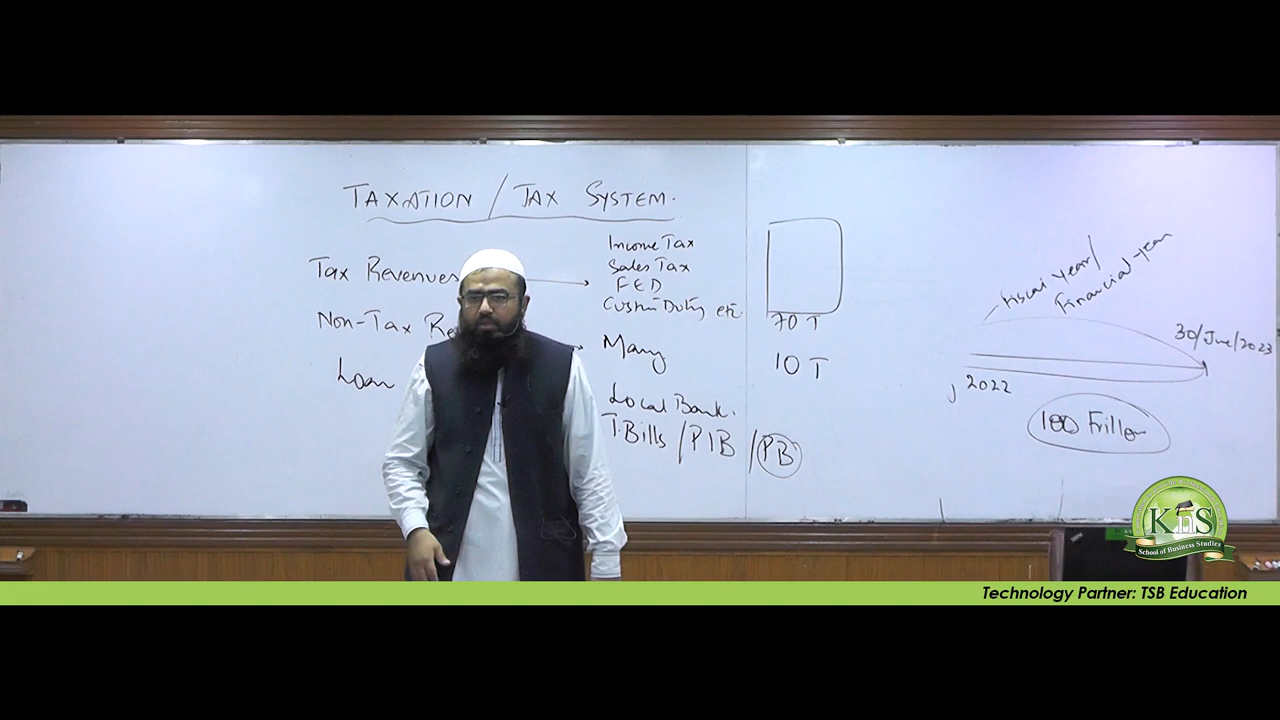 TAXATION / TAX SYSTEM.
Tax Revenues
Income Tax
Sales Tax
FED
Custom Duty etc.
70 T
Non-Tax Re
Many
10 T
Loan
Local Bank.
T.Bills / PIB / PB
Fiscal Year/
Financial year
30/June/2023
2022
100 Trillion
KnS
School of Business Studies
Technology Partner: TSB Education